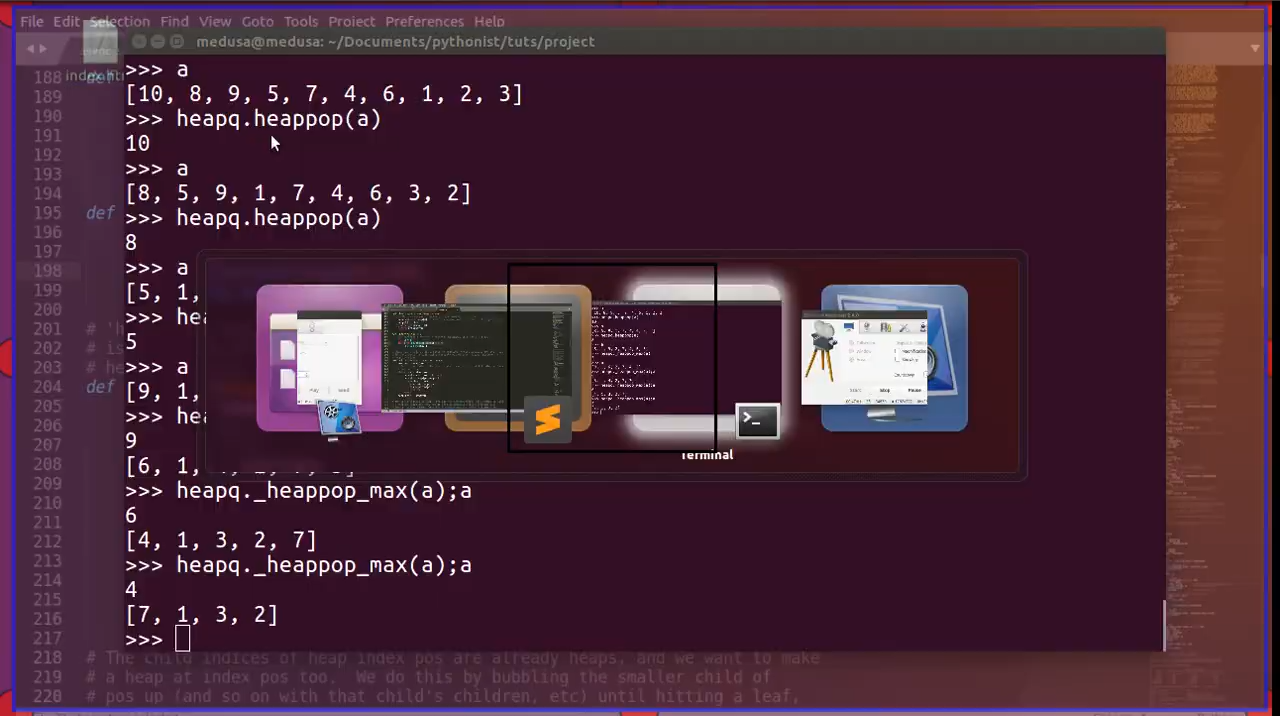 File Edit Selection Find View Goto Tools Project Preferences Help
medusa@medusa: ~/Documents/pythonist/tuts/project
>>> a
188
189
[10, 8, 9, 5, 7, 4, 6, 1, 2, 3]
190
>>> heapq.heappop(a)
191
10
192
193
>>> a
194
[8, 5, 9, 1, 7, 4, 6, 3, 2]
195 def
>>> heapq.heappop(a)
196
8
197
198
>>> a
199
[5, 1,
200
>>> he
201 # 'h
5
202 # is
203 # he
>>> a
204 def
[9, 1,
205
206
>>> he
207
9
208
[6, 1,
209
>>> heapq._heappop_max(a);a
210
6
211
212
[4, 1, 3, 2, 7]
213
>>> heapq._heappop_max(a);a
214
4
215
216
[7, 1, 3, 2]
217
>>>
Terminal
218 # The child indices of heap index pos are already heaps, and we want to make
219 # a heap at index pos too. We do this by bubbling the smaller child of
220 # pos up (and so on with that child's children, etc) until hitting a leaf,